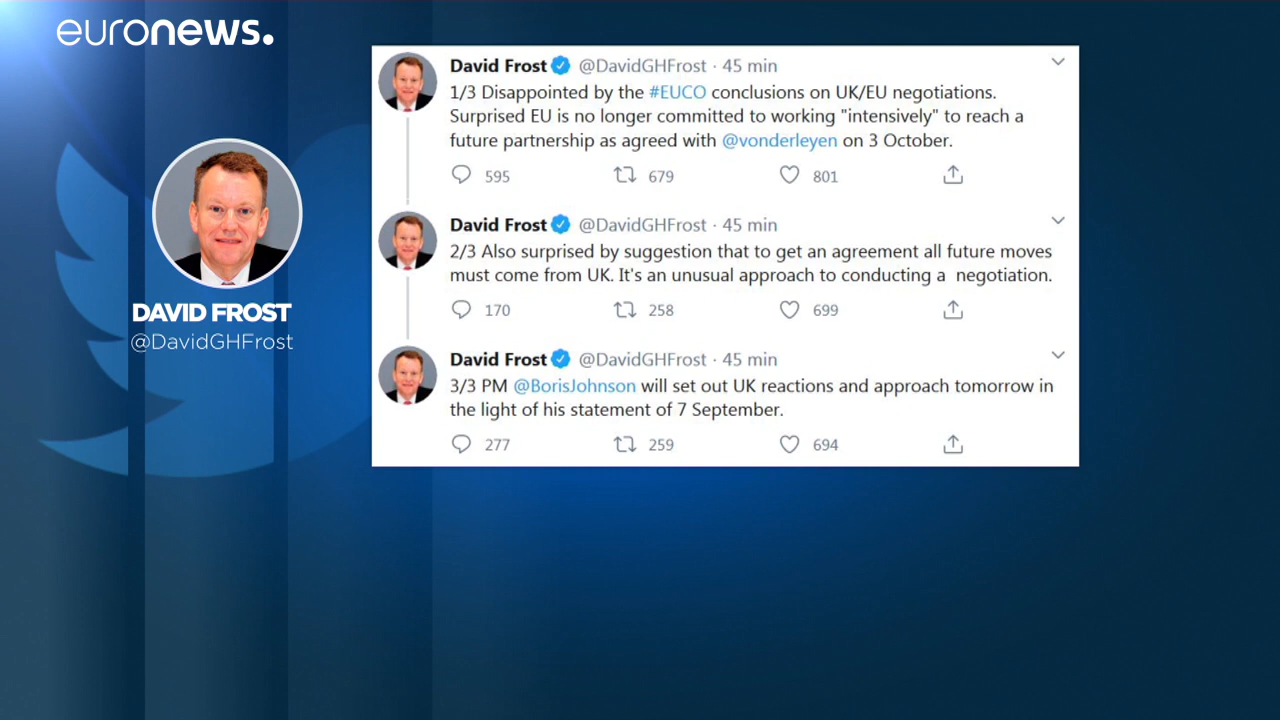 euronews.
DAVID FROST
@DavidGHFrost
David Frost @DavidGHFrost · 45 min
1/3 Disappointed by the #EUCO conclusions on UK/EU negotiations.
Surprised EU is no longer committed to working "intensively" to reach a
future partnership as agreed with @vonderleyen on 3 October.
595 679 801
David Frost @DavidGHFrost · 45 min
2/3 Also surprised by suggestion that to get an agreement all future moves
must come from UK. It's an unusual approach to conducting a  negotiation.
170 258 699
David Frost @DavidGHFrost · 45 min
3/3 PM @BorisJohnson will set out UK reactions and approach tomorrow in
the light of his statement of 7 September.
277 259 694